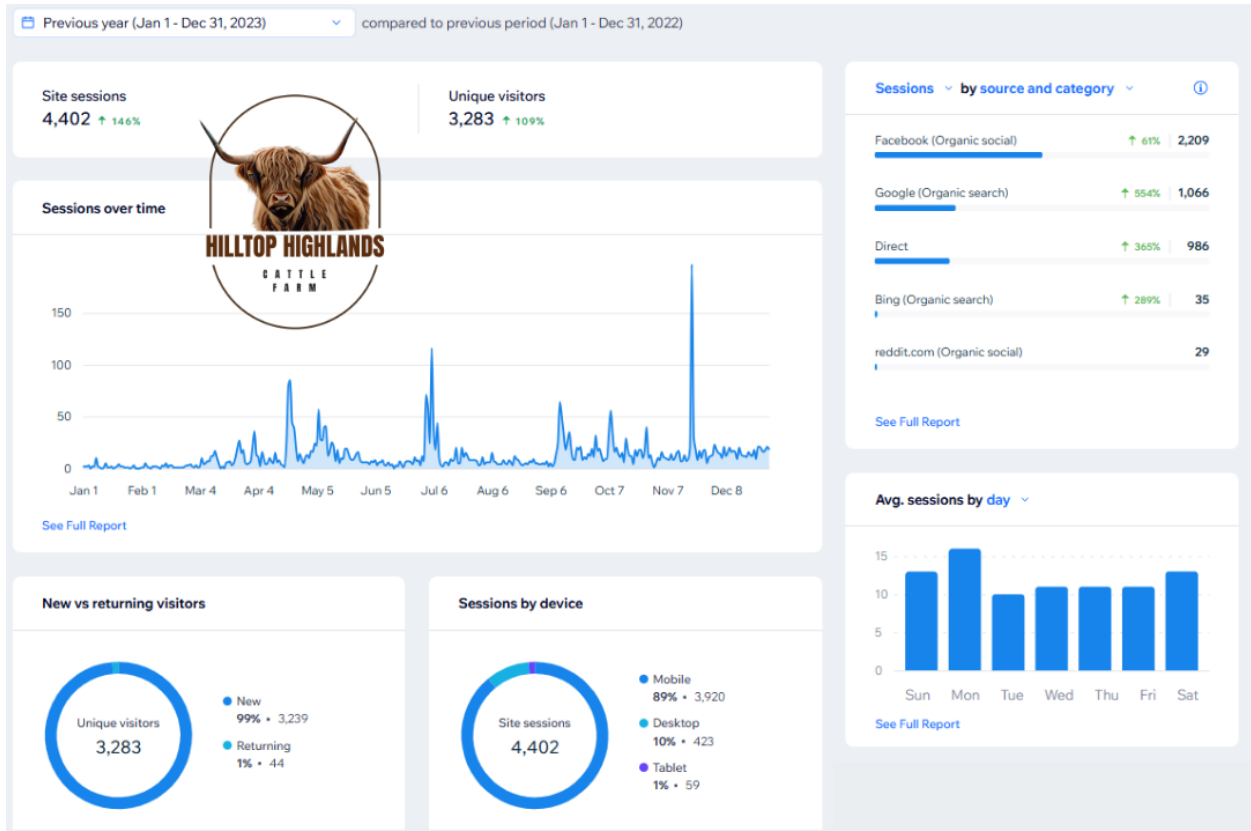 Previous year (Jan 1 - Dec 31, 2023)
compared to previous period (Jan 1 - Dec 31, 2022)
Site sessions
4,402 ↑ 146%
Unique visitors
3,283 ↑ 109%
HILLTOP HIGHLANDS
CATTLE
FARM
Sessions over time
150
100
50
0
Jan 1 Feb 1 Mar 4 Apr 4 May 5 Jun 5 Jul 6 Aug 6 Sep 6 Oct 7 Nov 7 Dec 8
See Full Report
Sessions by source and category
Facebook (Organic social) ↑ 61% 2,209
Google (Organic search) ↑ 554% 1,066
Direct ↑ 365% 986
Bing (Organic search) ↑ 289% 35
reddit.com (Organic social) 29
See Full Report
Avg. sessions by day
15
10
5
0
Sun Mon Tue Wed Thu Fri Sat
See Full Report
New vs returning visitors
Unique visitors
3,283
New
99% • 3,239
Returning
1% • 44
Sessions by device
Site sessions
4,402
Mobile
89% • 3,920
Desktop
10% • 423
Tablet
1% • 59